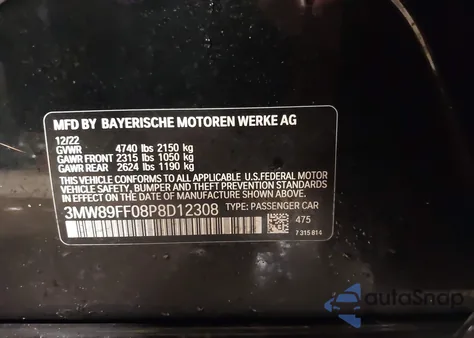 MFD BY BAYERISCHE MOTOREN WERKE AG
12/22
GVWR 4740 lbs 2150 kg
GAWR FRONT 2315 lbs 1050 kg
GAWR REAR 2624 lbs 1190 kg
THIS VEHICLE CONFORMS TO ALL APPLICABLE U.S.FEDERAL MOTOR
VEHICLE SAFETY, BUMPER AND THEFT PREVENTION STANDARDS
IN EFFECT ON THE DATE OF MANUFACTURE SHOWN ABOVE.
3MW89FF08P8D12308 TYPE: PASSENGER CAR
475
7 315 814
autoSnap